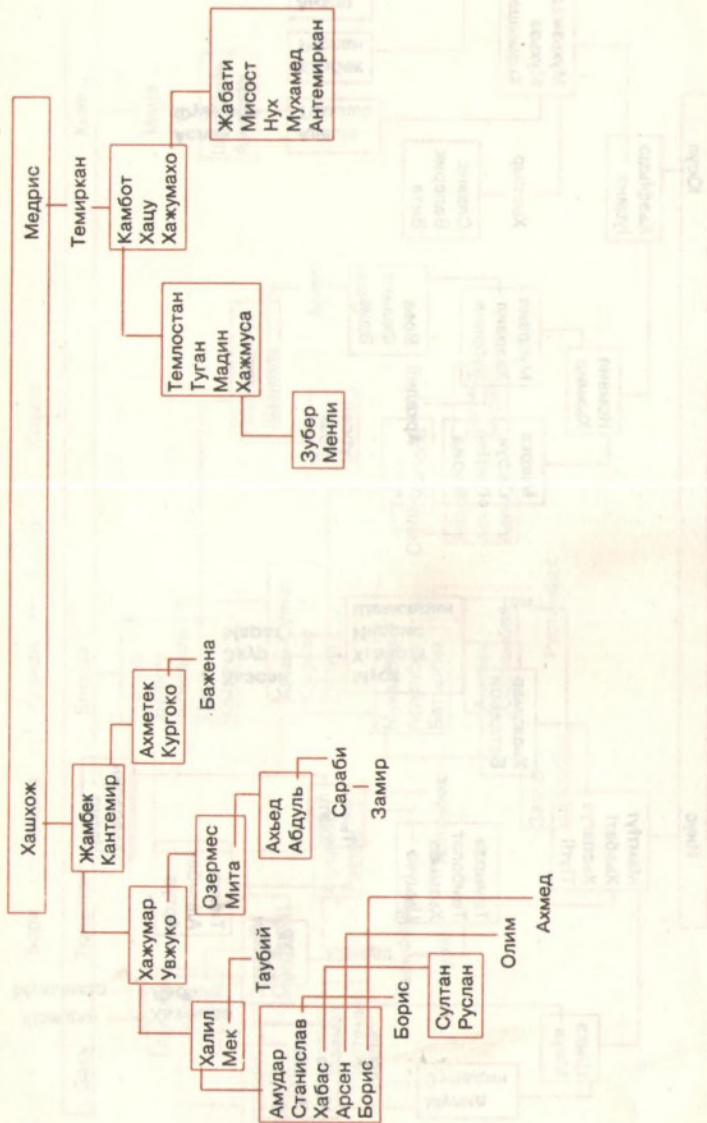 Хашхож
Медрис
Жамбек
Кантемир
Хажумар
Увжуко
Халил
Мек
Амудар
Станислав
Хабас
Арсен
Борис
Борис
Султан
Руслан
Олим
Ахмед
Таубий
Озермес
Мита
Ахьед
Абдуль
Сараби
Замир
Ахметек
Кургоко
Бажена
Темиркан
Камбот
Хацу
Хажумахо
Темлостан
Туган
Мадин
Хажмуса
Зубер
Менли
Жабати
Мисост
Нух
Мухамед
Антемиркан